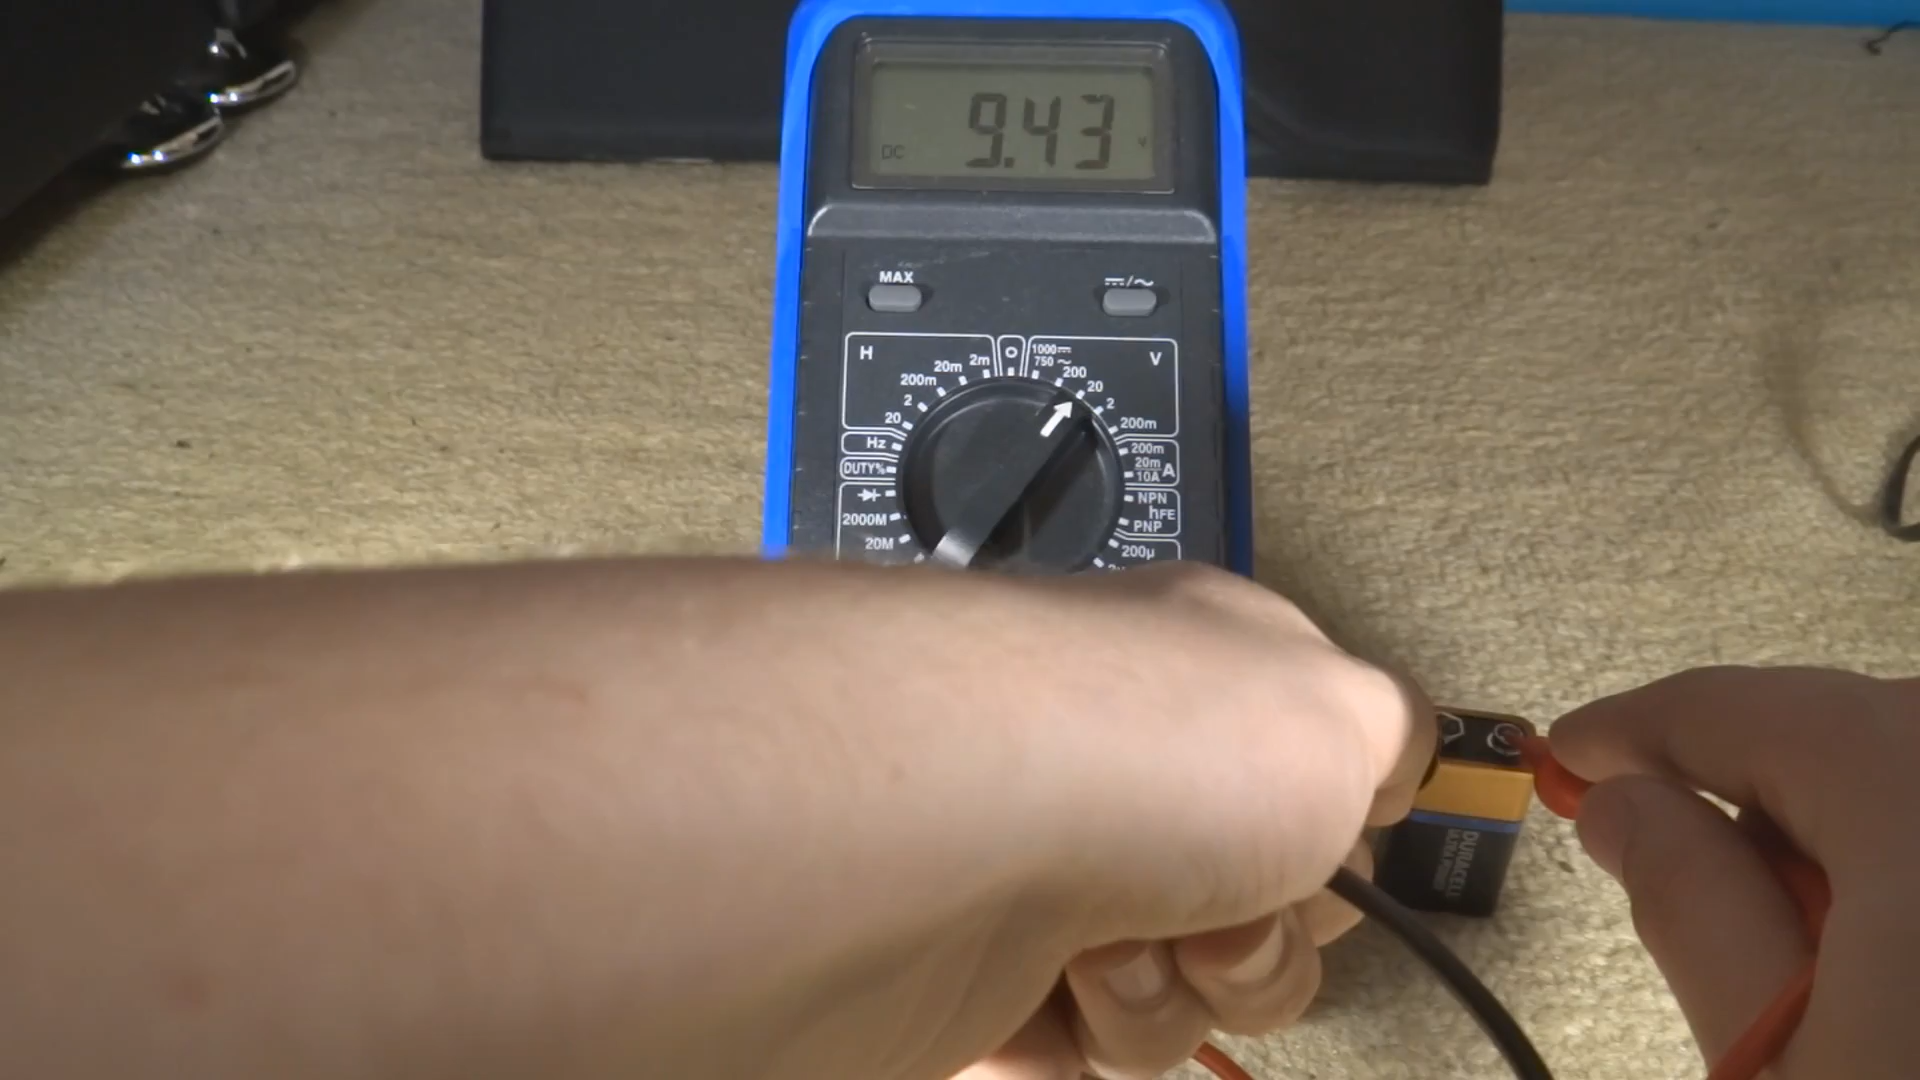 9.43
DC
V
MAX
⎓/~
H
2m
20m
200m
2
20
1000⎓
750 ~
V
200
20
2
200m
Hz
DUTY%
2000M
20M
200m
20m
10A
A
NPN
hFE
PNP
200µ
DURACELL